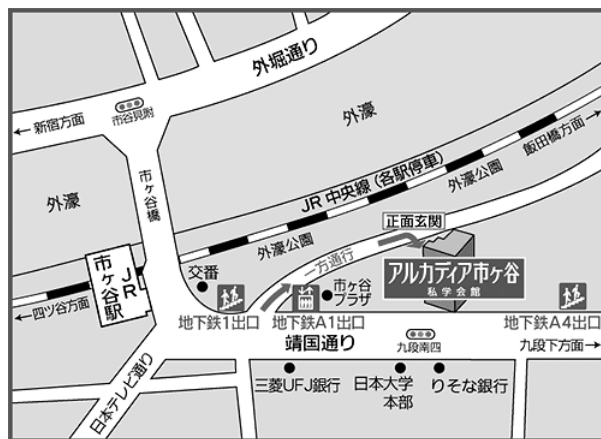 外堀通り
←新宿方面
市谷見附
外濠
飯田橋方面→
外濠
市ヶ谷橋
JR中央線(各駅停車)
外濠公園
正面玄関
外濠公園
一方通行
JR
市ヶ谷駅
交番
市ヶ谷
プラザ
アルカディア市ヶ谷
私学会館
←四ツ谷方面
地下鉄1出口
地下鉄A1出口
地下鉄A4出口
靖国通り
九段南四
九段下方面→
日本テレビ通り
三菱UFJ銀行
日本大学
本部
りそな銀行